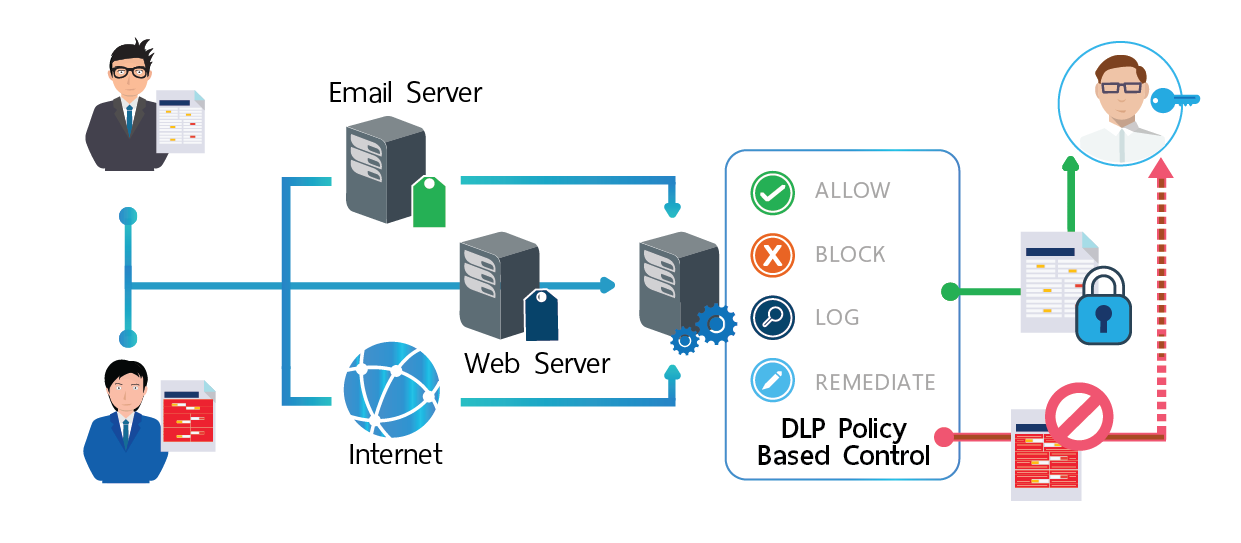 Email Server
Web Server
Internet
ALLOW
BLOCK
LOG
REMEDIATE
DLP Policy
Based Control